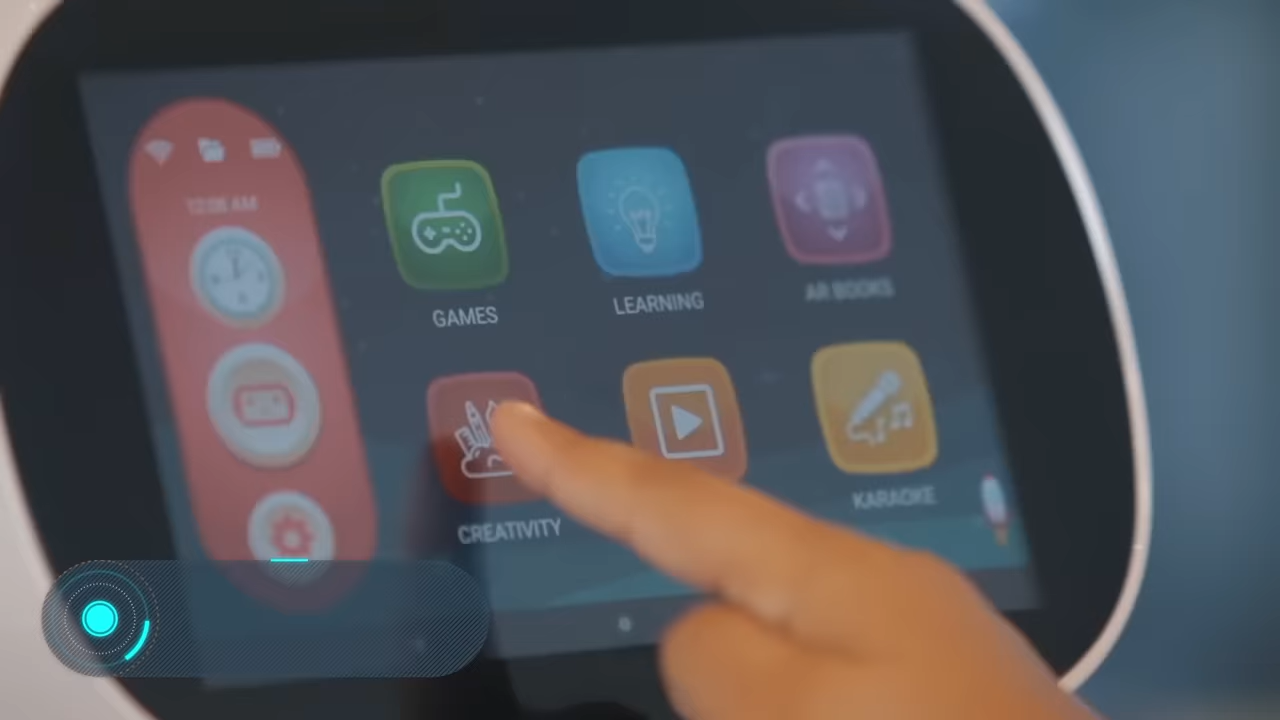 12:06 AM
GAMES
LEARNING
AR BOOKS
CREATIVITY
KARAOKE